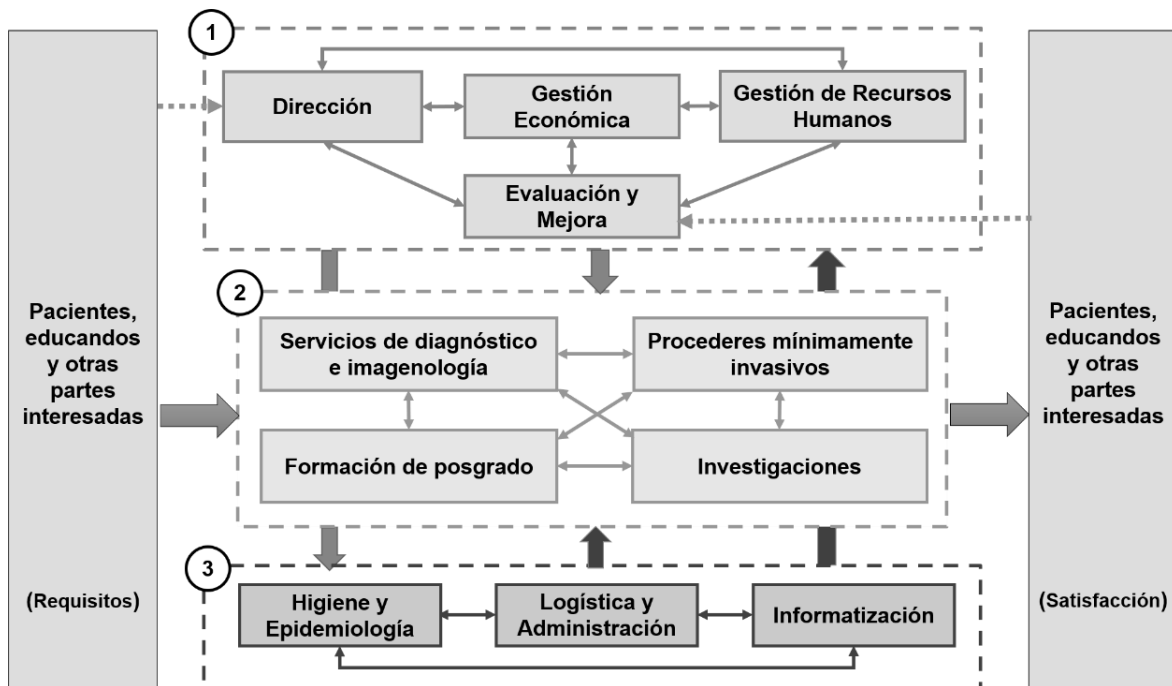 1
Dirección
Gestión
Económica
Gestión de Recursos
Humanos
Evaluación y
Mejora
Pacientes,
educandos
y otras
partes
interesadas
(Requisitos)
2
Servicios de diagnóstico
e imagenología
Procederes mínimamente
invasivos
Formación de posgrado
Investigaciones
3
Higiene y
Epidemiología
Logística y
Administración
Informatización
Pacientes,
educandos
y otras
partes
interesadas
(Satisfacción)